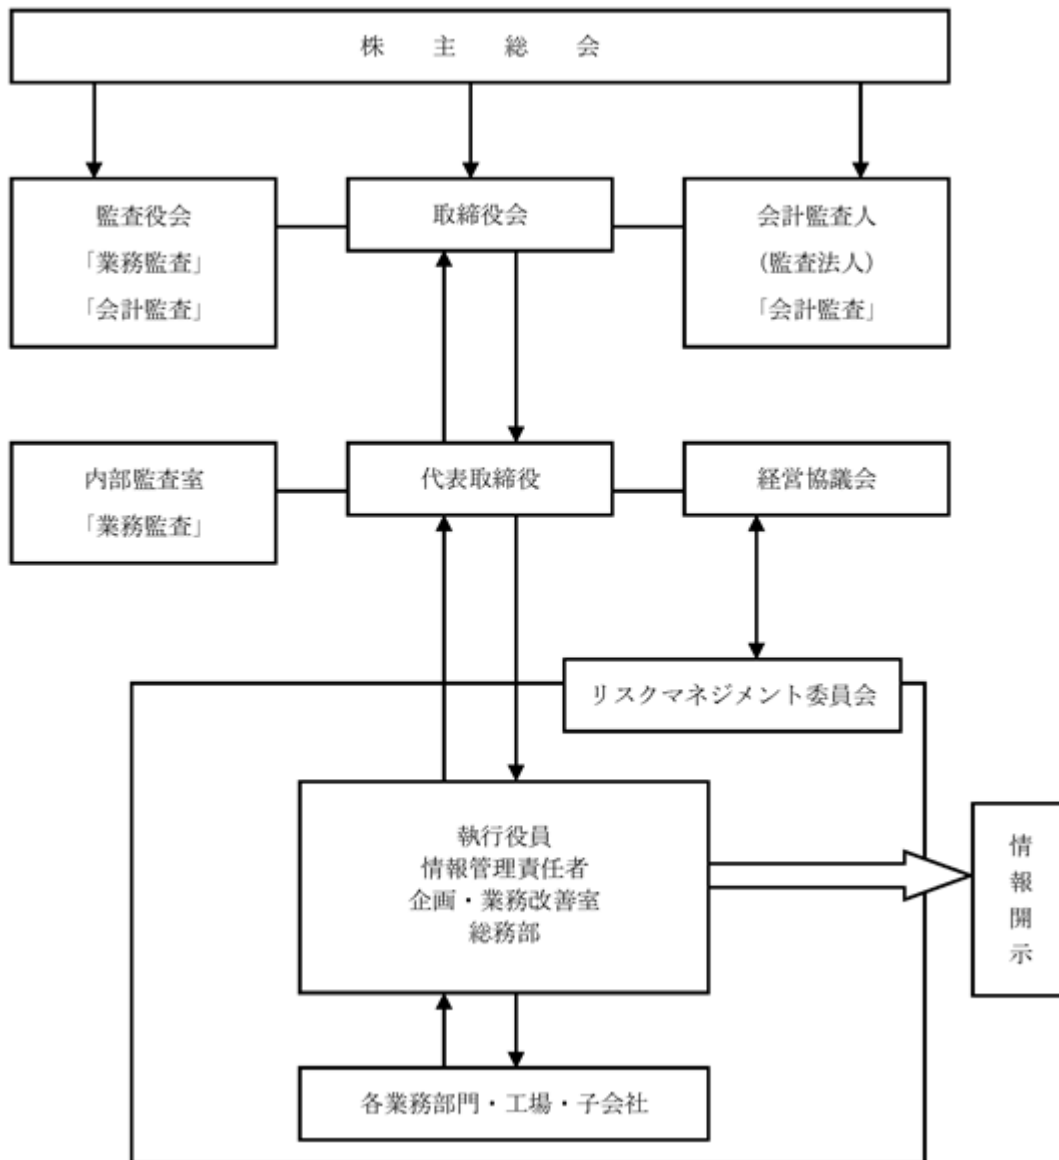 株主総会
監査役会
「業務監査」
「会計監査」
取締役会
会計監査人
（監査法人）
「会計監査」
内部監査室
「業務監査」
代表取締役
経営協議会
リスクマネジメント委員会
執行役員
情報管理責任者
企画・業務改善室
総務部
情報開示
各業務部門・工場・子会社